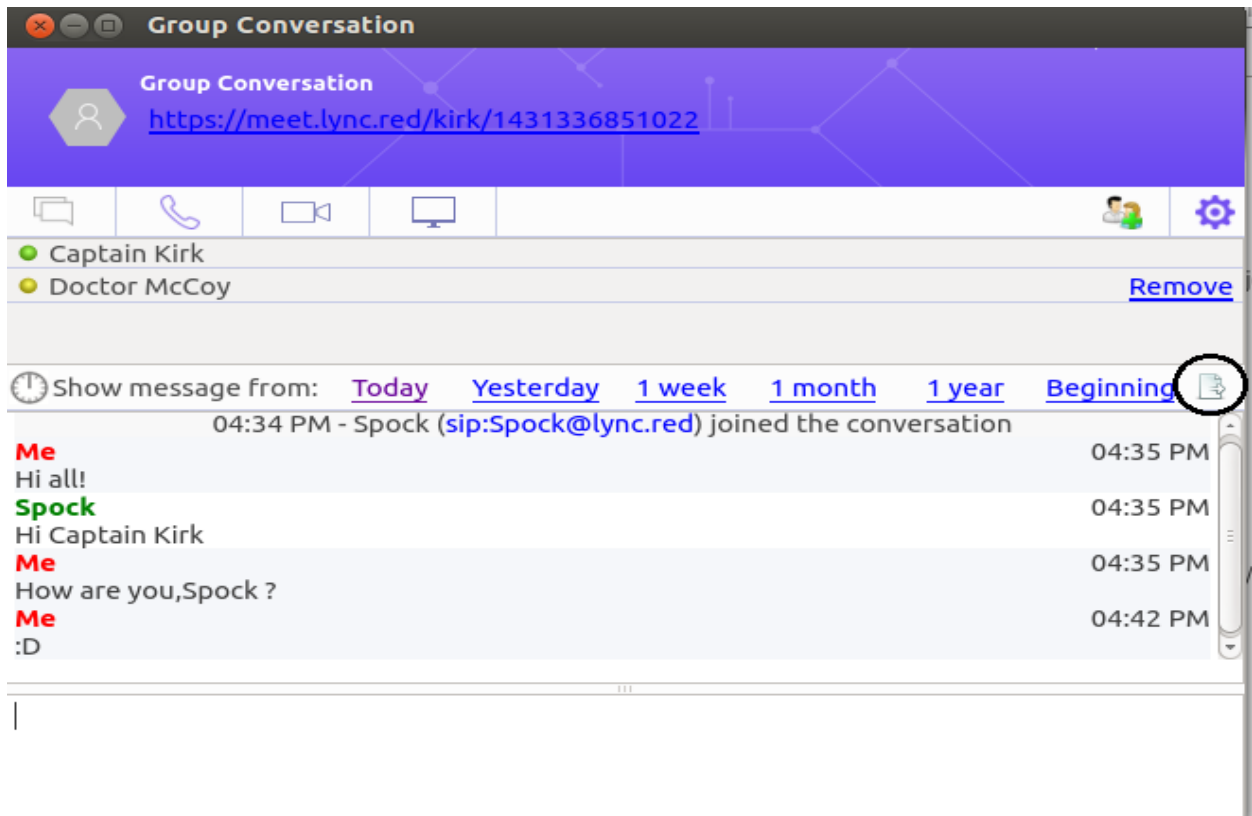 Group Conversation
Group Conversation
https://meet.lync.red/kirk/1431336851022
Captain Kirk
Doctor McCoy Remove
Show message from: Today Yesterday 1 week 1 month 1 year Beginning
04:34 PM - Spock (sip:Spock@lync.red) joined the conversation
Me 04:35 PM
Hi all!
Spock 04:35 PM
Hi Captain Kirk
Me 04:35 PM
How are you,Spock ?
Me 04:42 PM
:D